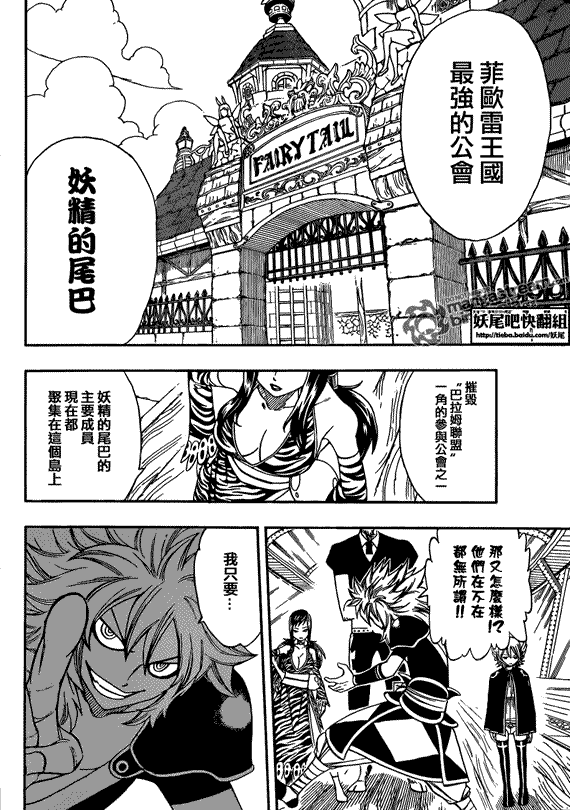 菲歐雷王國
最強的公會
FAIRY TAIL
妖精的尾巴
妖尾吧快翻組
http://tieba.baidu.com/妖尾
摧毀
"巴拉姆聯盟"
一角的參與公會之一
妖精的尾巴的
主要成員
現在都
聚集在這個島上
那又怎麼樣!?
他們在不在
都無所謂!!
我只要…